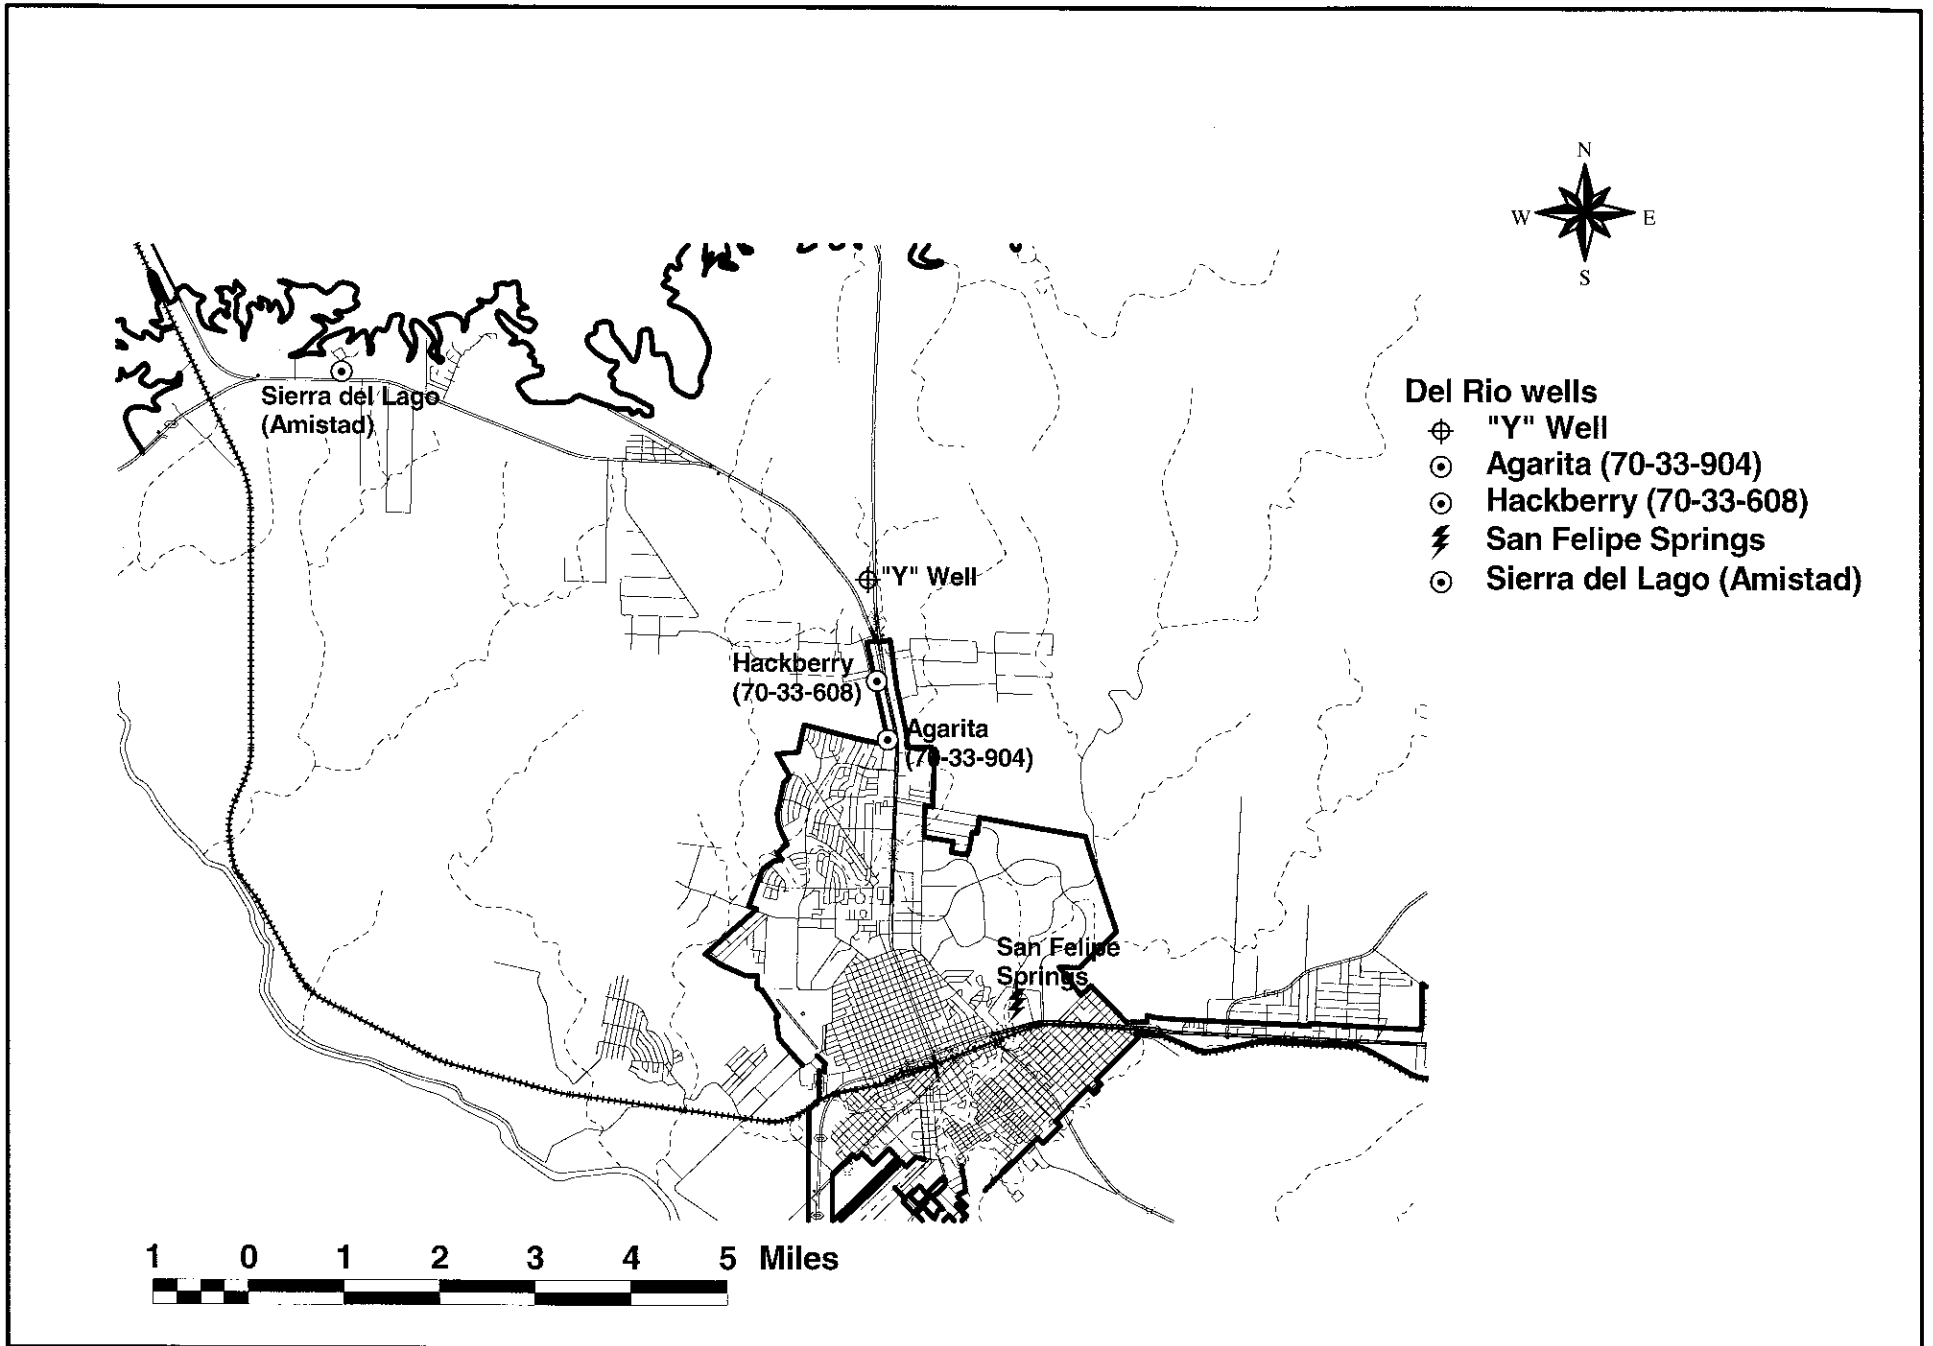 N
W E
S
Del Rio wells
"Y" Well
Agarita (70-33-904)
Hackberry (70-33-608)
San Felipe Springs
Sierra del Lago (Amistad)
Sierra del Lago
(Amistad)
"Y" Well
Hackberry
(70-33-608)
Agarita
(70-33-904)
San Felipe
Springs
1 0 1 2 3 4 5 Miles